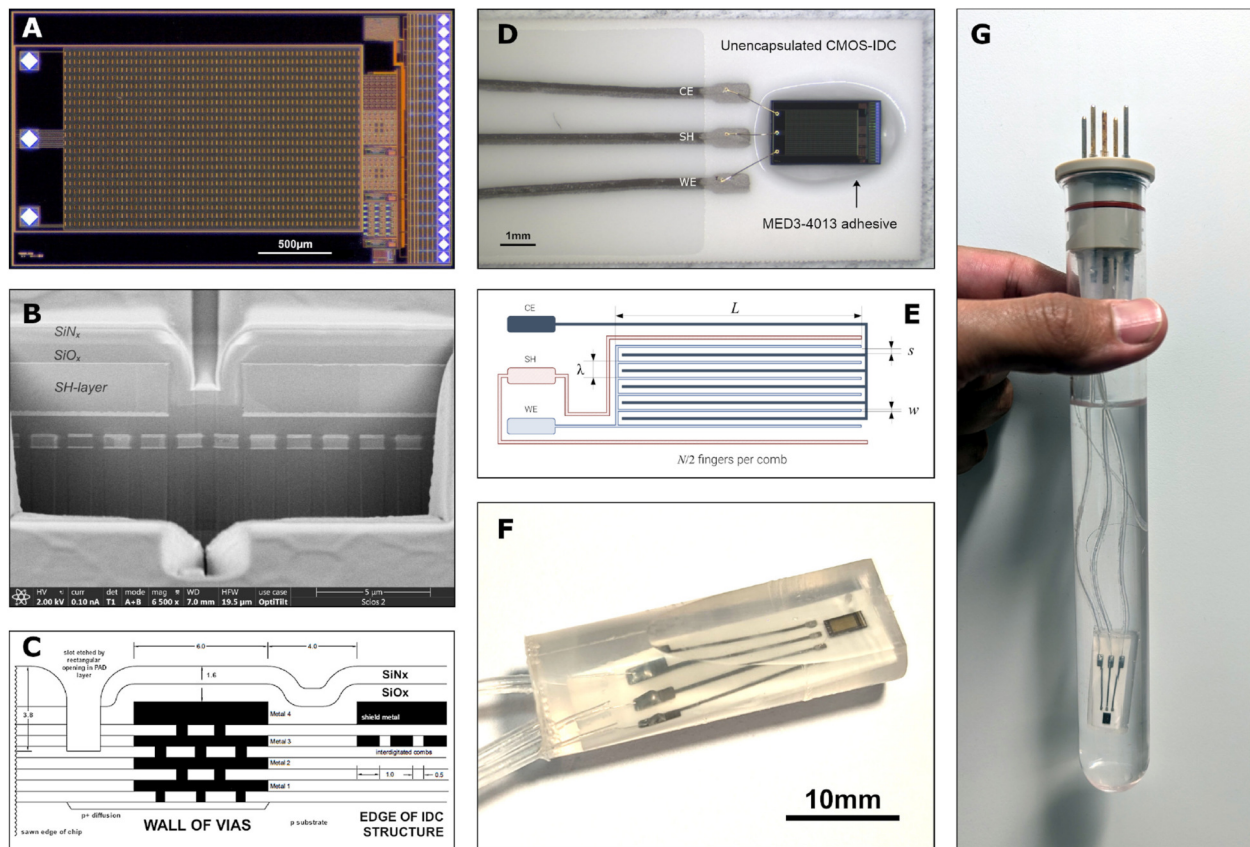 A
500µm
B
SiNx
SiOx
SH-layer
HV
curr
det
mode
mag
WD
HFW
use case
5 µm
2.00 kV
0.10 nA
T1
A+B
6 500 x
7.0 mm
19.5 µm
OptiTilt
Scios 2
C
slot etched by
rectangular
opening in PAD
layer
6.0
4.0
1.6
3.8
SiNx
SiOx
Metal 4
shield metal
Metal 3
interdigitated combs
Metal 2
1.0
0.5
Metal 1
p+ diffusion
WALL OF VIAS
p substrate
EDGE OF IDC
STRUCTURE
sawn edge of chip
D
Unencapsulated CMOS-IDC
CE
SH
WE
MED3-4013 adhesive
1mm
E
CE
L
s
SH
λ
WE
w
N/2 fingers per comb
F
10mm
G